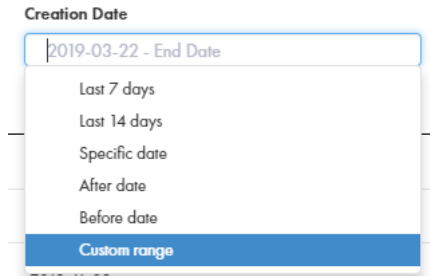 Creation Date
2019-03-22 - End Date
Last 7 days
Last 14 days
Specific date
After date
Before date
Custom range